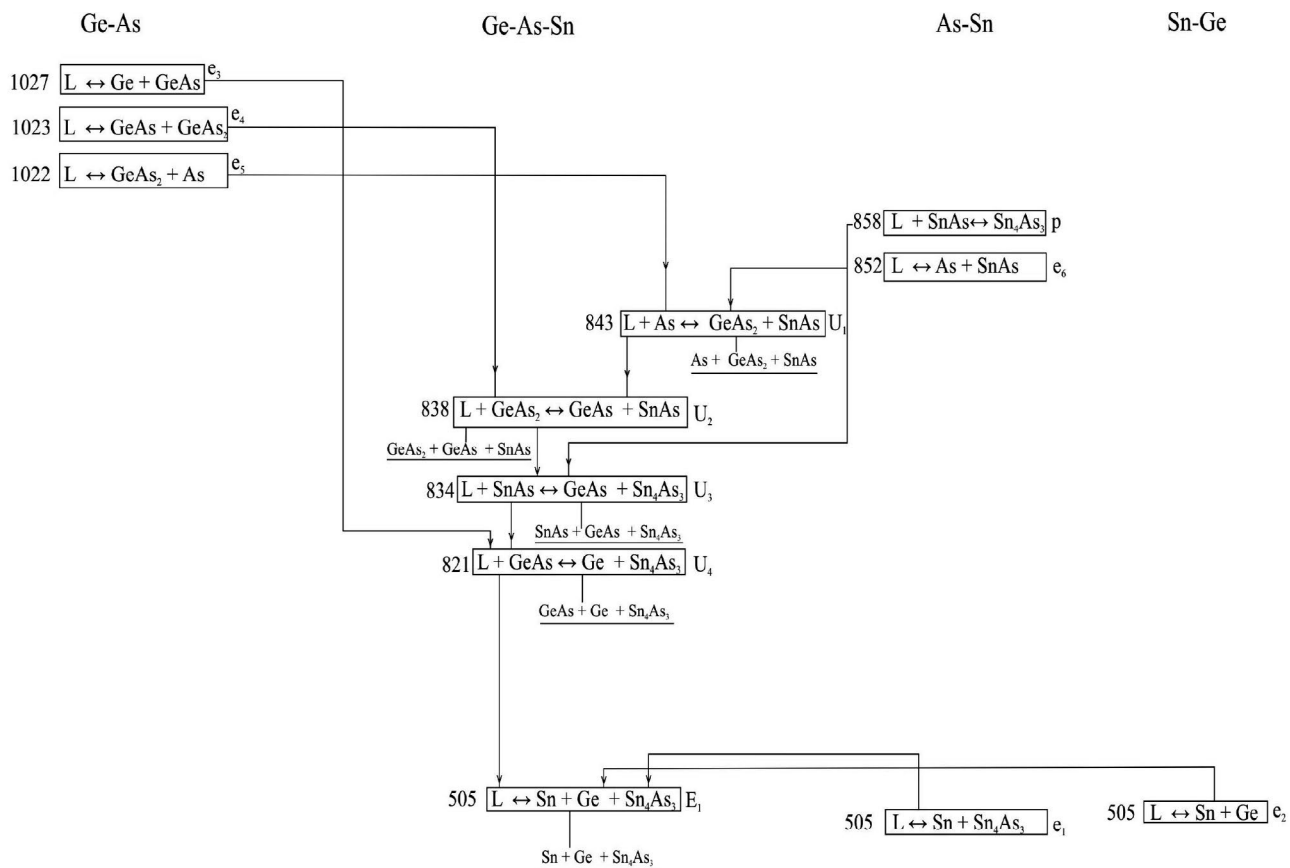 Ge-As Ge-As-Sn As-Sn Sn-Ge
1027 L ↔ Ge + GeAs e₃
1023 L ↔ GeAs + GeAs₂ e₄
1022 L ↔ GeAs₂ + As e₅
858 L + SnAs ↔ Sn₄As₃ p
852 L ↔ As + SnAs e₆
843 L + As ↔ GeAs₂ + SnAs U₁
As + GeAs₂ + SnAs
838 L + GeAs₂ ↔ GeAs + SnAs U₂
GeAs₂ + GeAs + SnAs
834 L + SnAs ↔ GeAs + Sn₄As₃ U₃
SnAs + GeAs + Sn₄As₃
821 L + GeAs ↔ Ge + Sn₄As₃ U₄
GeAs + Ge + Sn₄As₃
505 L ↔ Sn + Ge + Sn₄As₃ E₁
505 L ↔ Sn + Sn₄As₃ e₁
505 L ↔ Sn + Ge e₂
Sn + Ge + Sn₄As₃